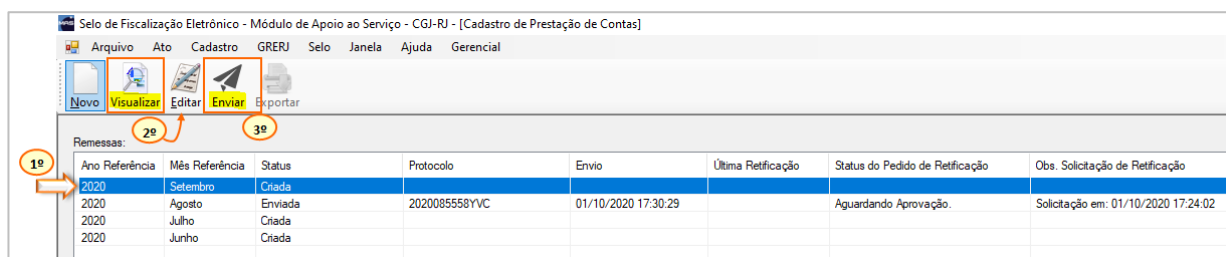 Selo de Fiscalização Eletrônico - Módulo de Apoio ao Serviço - CGJ-RJ - [Cadastro de Prestação de Contas]
Arquivo Ato Cadastro GRERJ Selo Janela Ajuda Gerencial
Novo Visualizar Editar Enviar Exportar
2º 3º
Remessas:
1º Ano Referência Mês Referência Status Protocolo Envio Última Retificação Status do Pedido de Retificação Obs. Solicitação de Retificação
2020 Setembro Criada
2020 Agosto Enviada 2020085558YVC 01/10/2020 17:30:29 Aguardando Aprovação. Solicitação em: 01/10/2020 17:24:02
2020 Julho Criada
2020 Junho Criada